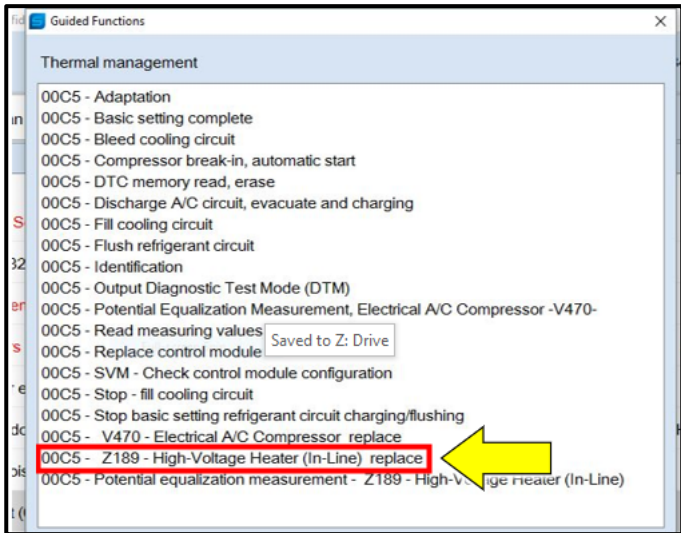 Guided Functions
Thermal management
00C5 - Adaptation
00C5 - Basic setting complete
00C5 - Bleed cooling circuit
00C5 - Compressor break-in, automatic start
00C5 - DTC memory read, erase
00C5 - Discharge A/C circuit, evacuate and charging
00C5 - Fill cooling circuit
00C5 - Flush refrigerant circuit
00C5 - Identification
00C5 - Output Diagnostic Test Mode (DTM)
00C5 - Potential Equalization Measurement, Electrical A/C Compressor -V470-
00C5 - Read measuring values
Saved to Z: Drive
00C5 - Replace control module
00C5 - SVM - Check control module configuration
00C5 - Stop - fill cooling circuit
00C5 - Stop basic setting refrigerant circuit charging/flushing
00C5 - V470 - Electrical A/C Compressor replace
00C5 - Z189 - High-Voltage Heater (In-Line) replace
00C5 - Potential equalization measurement - Z189 - High-Voltage Heater (In-Line)